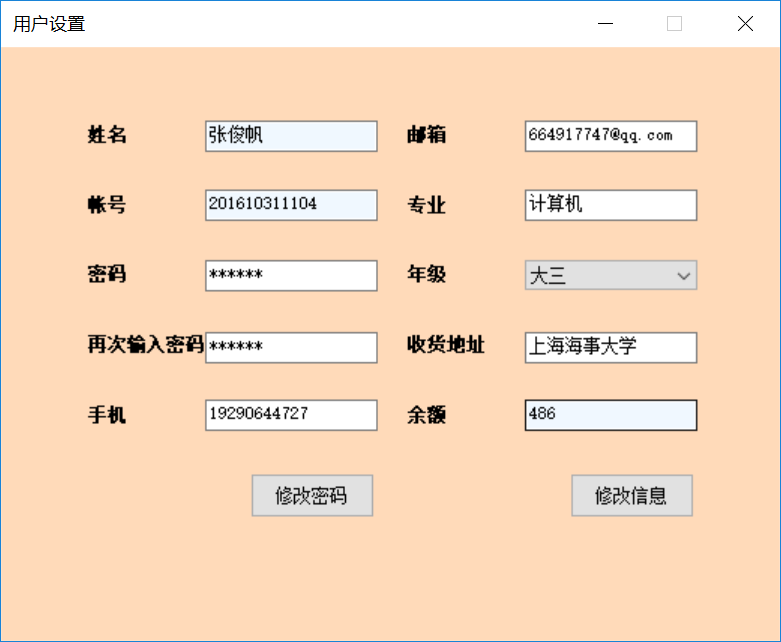 用户设置
姓名 张俊帆 邮箱 664917747@qq.com
帐号 201610311104 专业 计算机
密码 ****** 年级 大三
再次输入密码 ****** 收货地址 上海海事大学
手机 19290644727 余额 486
修改密码 修改信息